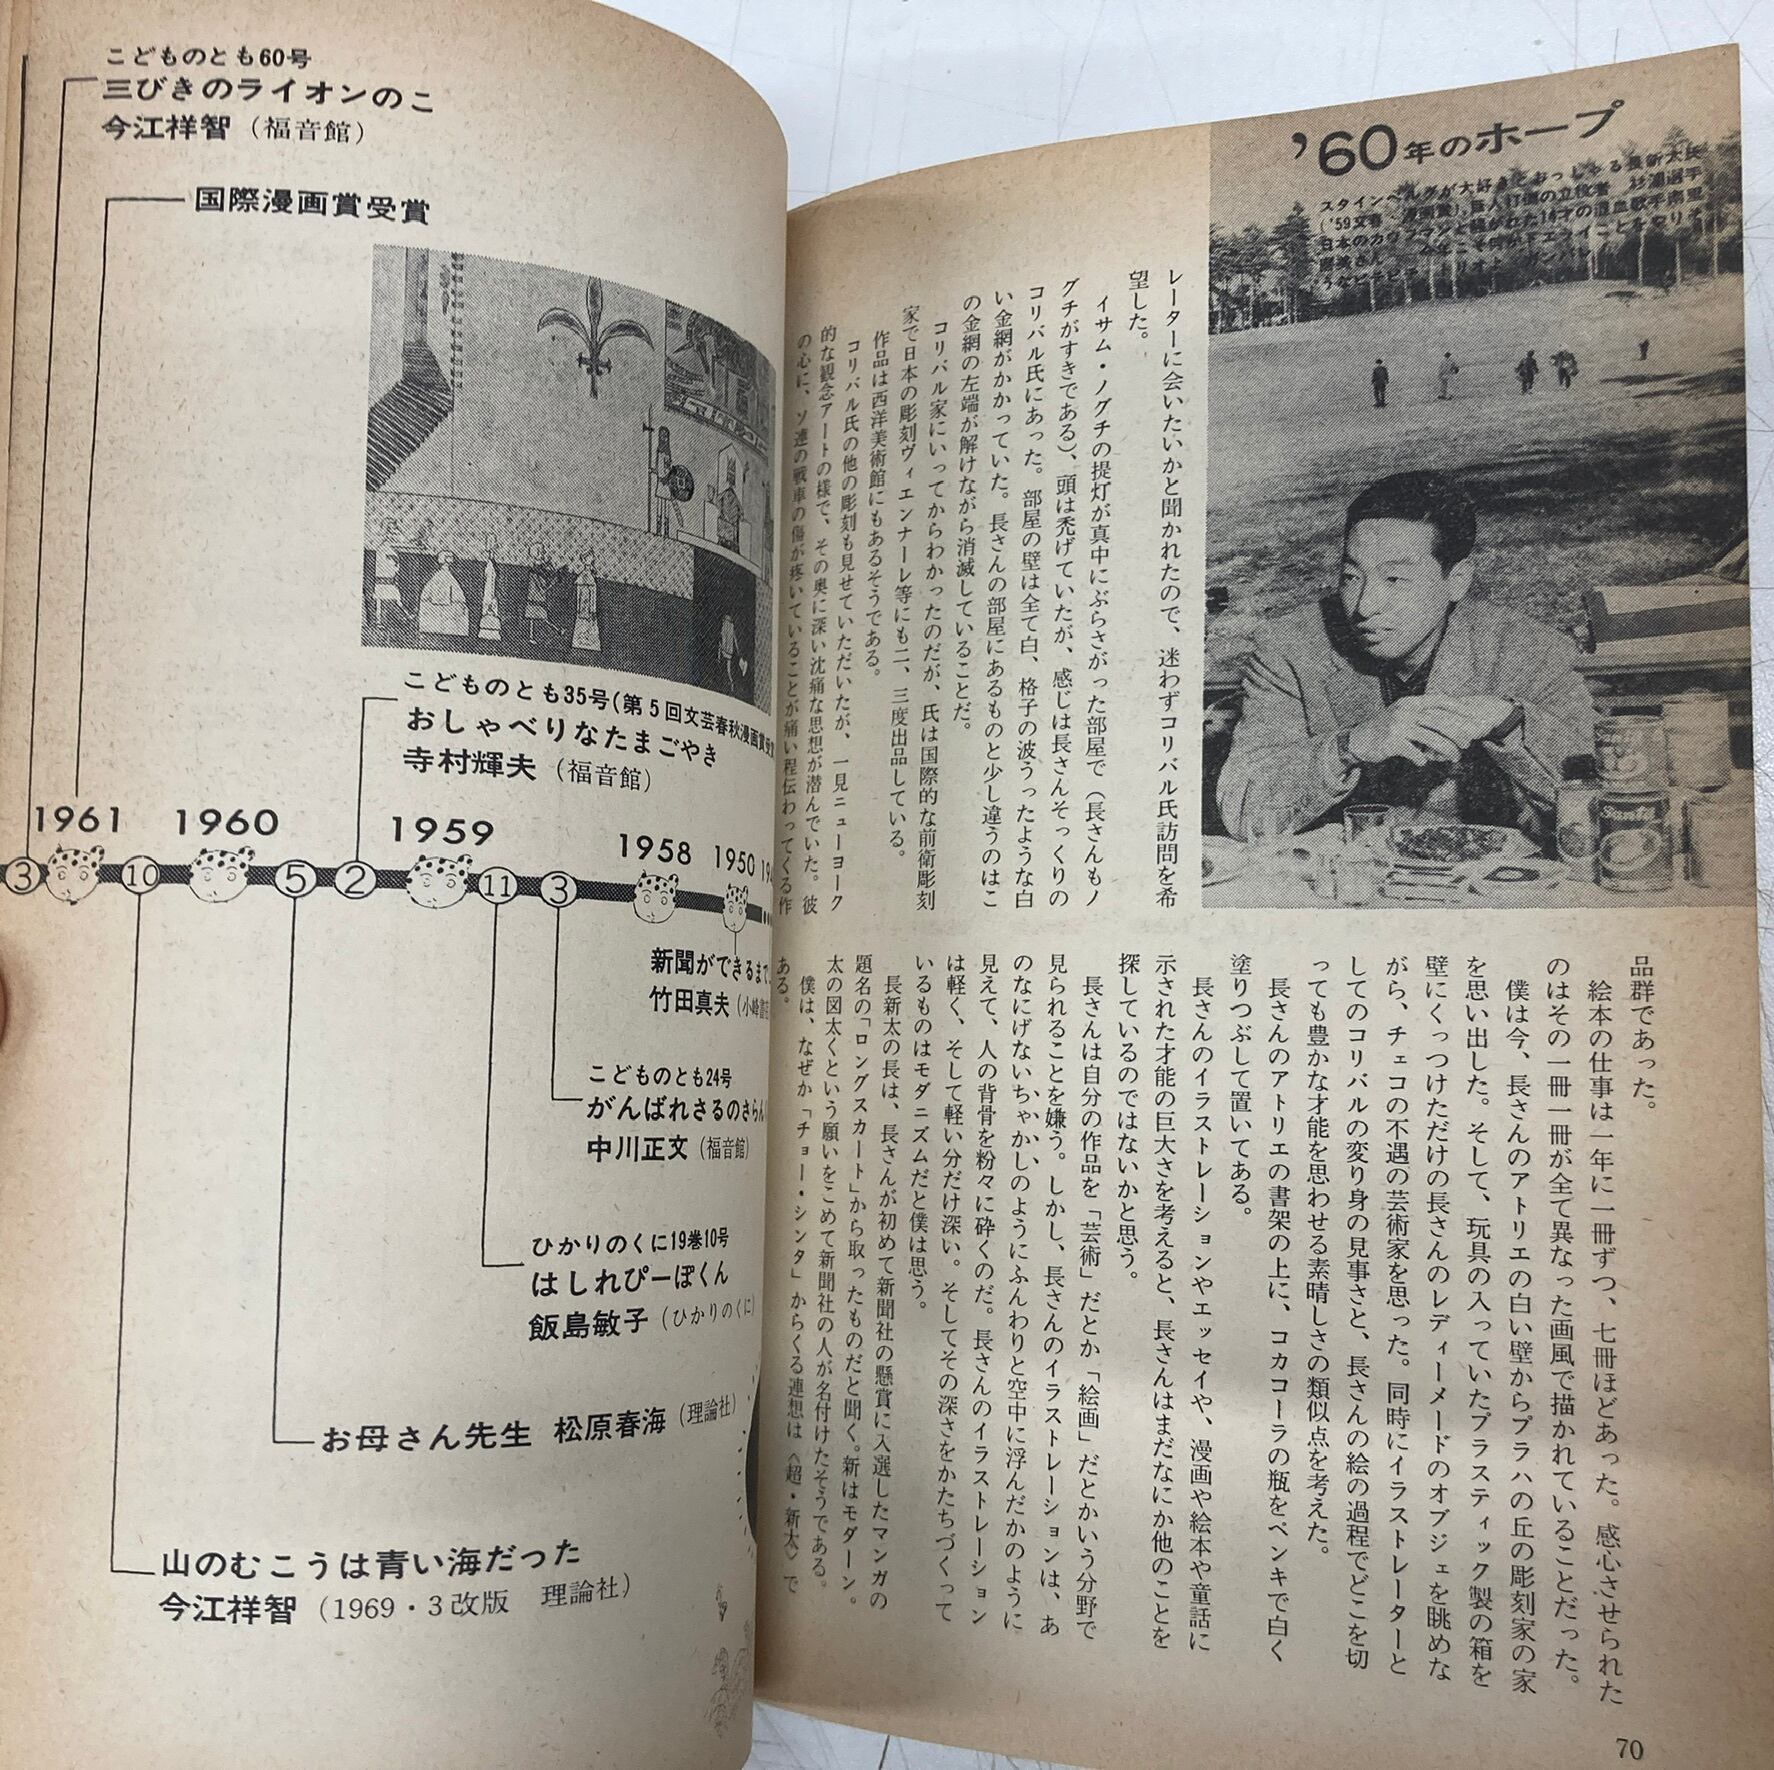 こどものとも60号
三びきのライオンのこ
今江祥智（福音館）
国際漫画賞受賞
こどものとも35号(第5回文芸春秋漫画賞受
おしゃべりなたまごやき
寺村輝夫（福音館）
1961 1960 1959 1958 1950
③ ⑩ ⑤ ② ⑪ ③
新聞ができるまで
竹田真夫
こどものとも24号
がんばれさるのさらん
中川正文（福音館）
ひかりのくに19巻10号
はしれぴーぽくん
飯島敏子（ひかりのくに）
お母さん先生 松原春海（理論社）
山のむこうは青い海だった
今江祥智（1969・3改版 理論社）
’60年のホープ
スタインベルグが大好きとおっしゃる長新太氏
レーターに会いたいかと聞かれたので、迷わずコリバル氏訪問を希
望した。
イサム・ノグチの提灯が真中にぶらさがった部屋で（長さんもノ
グチがすきである）、頭は禿げていたが、感じは長さんそっくりの
コリバル氏にあった。部屋の壁は全て白、格子の波うったような白
い金網がかかっていた。長さんの部屋にあるものと少し違うのはこ
の金網の左端が解けながら消滅していることだ。
コリバル家にいってからわかったのだが、氏は国際的な前衛彫刻
家で日本の彫刻ヴィエンナーレ等にも二、三度出品している。
作品は西洋美術館にもあるそうである。
コリバル氏の他の彫刻も見せていただいたが、一見ニューヨーク
的な観念アートの様で、その奥に深い沈痛な思想が潜んでいた。彼
の心に、ソ連の戦車の傷が疼いていることが痛い程伝わってくる作
品群であった。
絵本の仕事は一年に一冊ずつ、七冊ほどあった。感心させられた
のはその一冊一冊が全て異なった画風で描かれていることだった。
僕は今、長さんのアトリエの白い壁からプラハの丘の彫刻家の家
を思い出した。そして、玩具の入っていたプラスティック製の箱を
壁にくっつけただけの長さんのレディーメードのオブジェを眺めな
がら、チェコの不遇の芸術家を思った。同時にイラストレーターと
してのコリバルの変り身の見事さと、長さんの絵の過程でどこを切
っても豊かな才能を思わせる素晴しさの類似点を考えた。
長さんのアトリエの書架の上に、コカコーラの瓶をペンキで白く
塗りつぶして置いてある。
長さんのイラストレーションやエッセイや、漫画や絵本や童話に
示された才能の巨大さを考えると、長さんはまだなにか他のことを
探しているのではないかと思う。
長さんは自分の作品を「芸術」だとか「絵画」だとかいう分野で
見られることを嫌う。しかし、長さんのイラストレーションは、あ
のなにげないちゃかしのようにふんわりと空中に浮んだかのように
見えて、人の背骨を粉々に砕くのだ。長さんのイラストレーション
は軽く、そして軽い分だけ深い。そしてその深さをかたちづくって
いるものはモダニズムだと僕は思う。
長新太の長は、長さんが初めて新聞社の懸賞に入選したマンガの
題名の「ロングスカート」から取ったものだと聞く。新はモダーン。
太の図太くという願いをこめて新聞社の人が名付けたそうである。
僕は、なぜか「チョー・シンタ」からくる連想は〈超・新太〉で
ある。
70